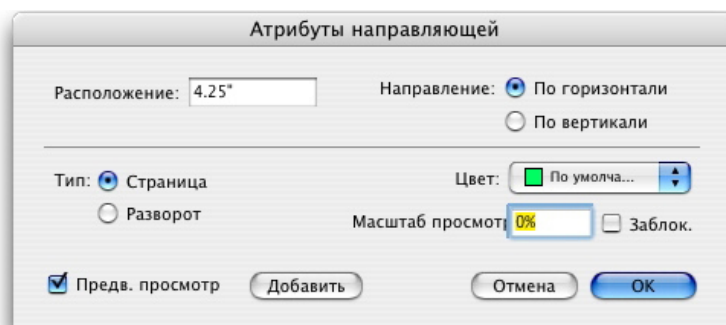 Атрибуты направляющей
Расположение: 4.25" Направление: По горизонтали
По вертикали
Тип: Страница Цвет: По умолча...
Разворот Масштаб просмотр 0% Заблок.
Предв. просмотр Добавить Отмена OK